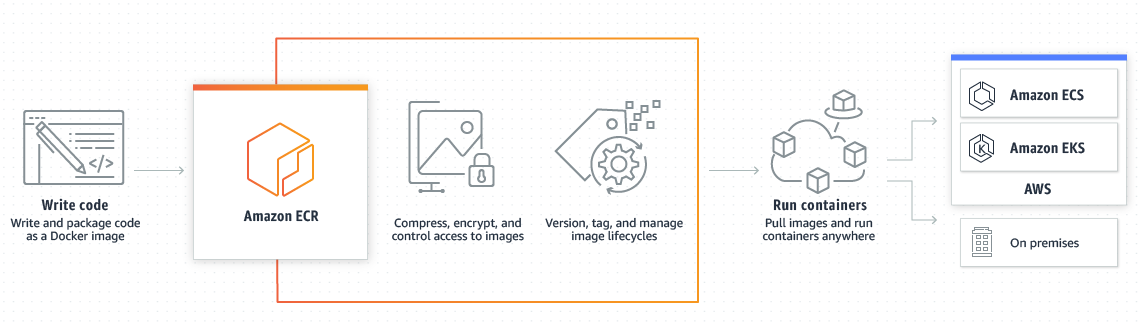 Write code
Write and package code
as a Docker image
</>
Amazon ECR
Compress, encrypt, and
control access to images
Version, tag, and manage
image lifecycles
Run containers
Pull images and run
containers anywhere
Amazon ECS
K
Amazon EKS
AWS
On premises